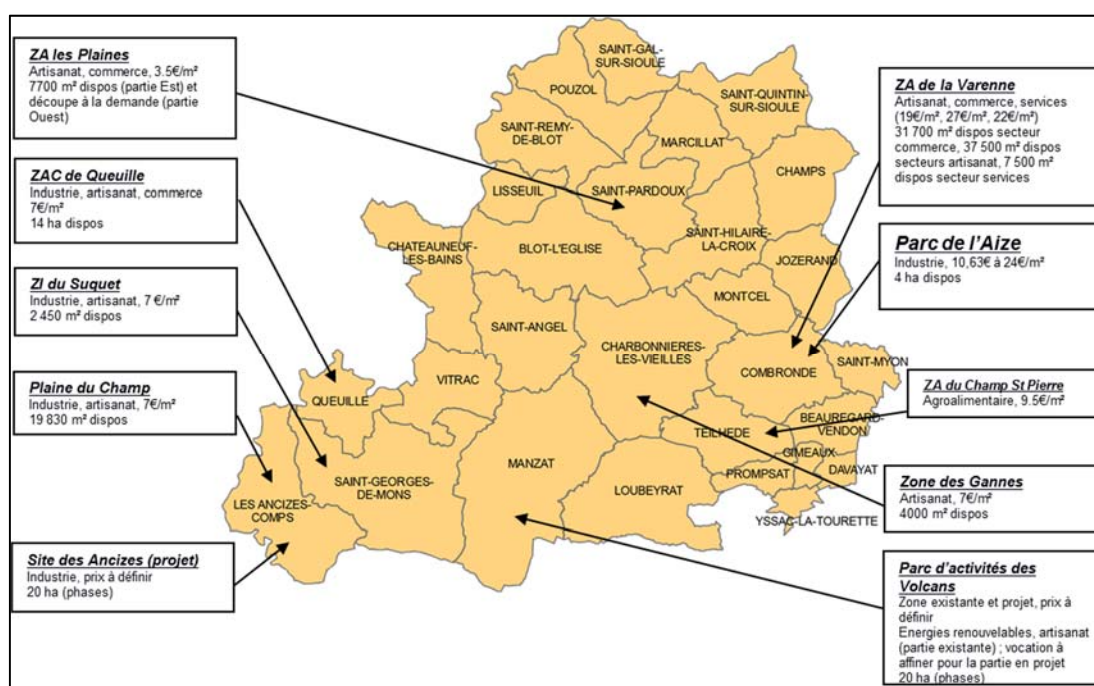 ZA les Plaines
Artisanat, commerce, 3.5€/m²
7700 m² dispos (partie Est) et
découpe à la demande (partie
Ouest)
ZAC de Queuille
Industrie, artisanat, commerce
7€/m²
14 ha dispos
ZI du Suquet
Industrie, artisanat, 7 €/m²
2 450 m² dispos
Plaine du Champ
Industrie, artisanat, 7€/m²
19 830 m² dispos
Site des Ancizes (projet)
Industrie, prix à définir
20 ha (phases)
SAINT-GAL-
SUR-SIOULE
POUZOL
SAINT-QUINTIN-
SUR-SIOULE
SAINT-REMY-
DE-BLOT
MARCILLAT
CHAMPS
LISSEUIL
SAINT-PARDOUX
CHATEAUNEUF-
LES-BAINS
BLOT-L'EGLISE
SAINT-HILAIRE-
LA-CROIX
JOZERAND
MONTCEL
SAINT-ANGEL
CHARBONNIERES-
LES-VIEILLES
COMBRONDE
SAINT-MYON
VITRAC
QUEUILLE
BEAUREGARD-
VENDON
TEILHEDE
GIMEAUX
PROMPSAT
DAVAYAT
MANZAT
LOUBEYRAT
SAINT-GEORGES-
DE-MONS
LES ANCIZES-
COMPS
YSSAC-LA-TOURETTE
ZA de la Varenne
Artisanat, commerce, services
(19€/m², 27€/m², 22€/m²)
31 700 m² dispos secteur
commerce, 37 500 m² dispos
secteurs artisanat, 7 500 m²
dispos secteur services
Parc de l'Aize
Industrie, 10,63€ à 24€/m²
4 ha dispos
ZA du Champ St Pierre
Agroalimentaire, 9.5€/m²
Zone des Gannes
Artisanat, 7€/m²
4000 m² dispos
Parc d'activités des
Volcans
Zone existante et projet, prix à
définir
Energies renouvelables, artisanat
(partie existante) ; vocation à
affiner pour la partie en projet
20 ha (phases)